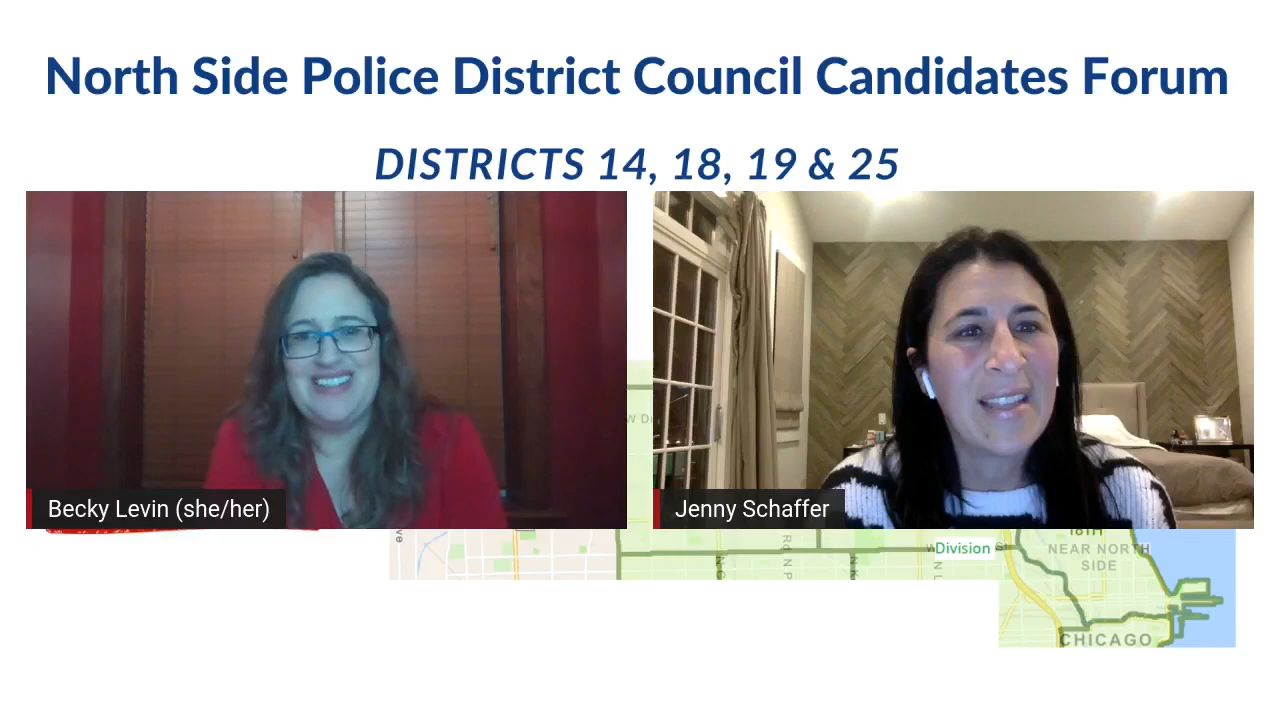 North Side Police District Council Candidates Forum
DISTRICTS 14, 18, 19 & 25
Becky Levin (she/her)
Jenny Schaffer
Division
NEAR NORTH
SIDE
CHICAGO